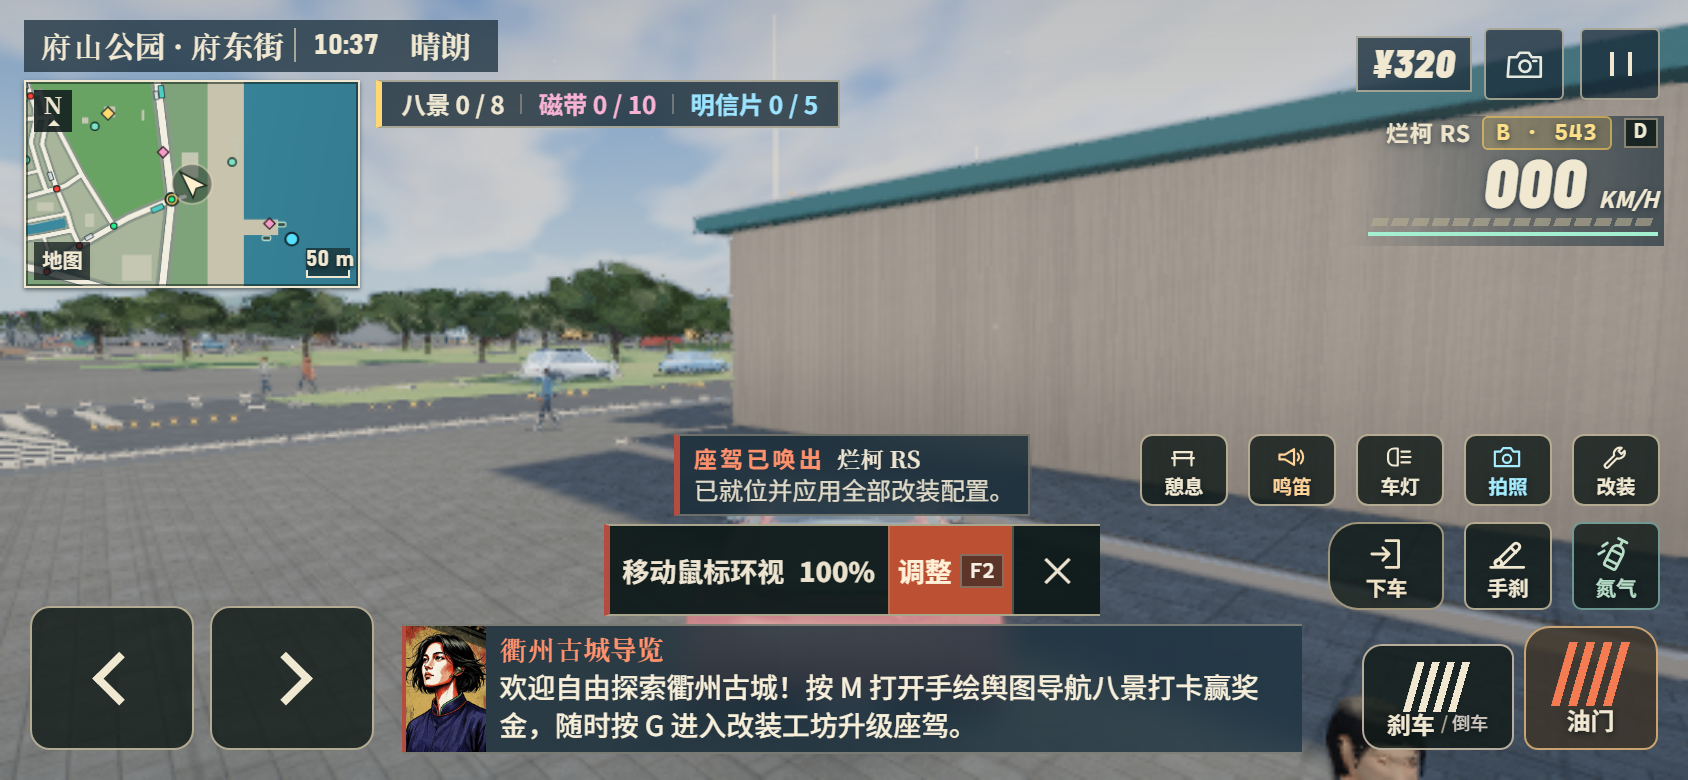 府山公园 · 府东街 10:37 晴朗
¥320
N
地图
50 m
八景 0 / 8 磁带 0 / 10 明信片 0 / 5
烂柯 RS B · 543 D
000 KM/H
座驾已唤出 烂柯 RS
已就位并应用全部改装配置。
移动鼠标环视 100% 调整 F2
憩息 鸣笛 车灯 拍照 改装
下车 手刹 氮气
衢州古城导览
欢迎自由探索衢州古城！按 M 打开手绘舆图导航八景打卡赢奖
金，随时按 G 进入改装工坊升级座驾。
刹车 / 倒车 油门